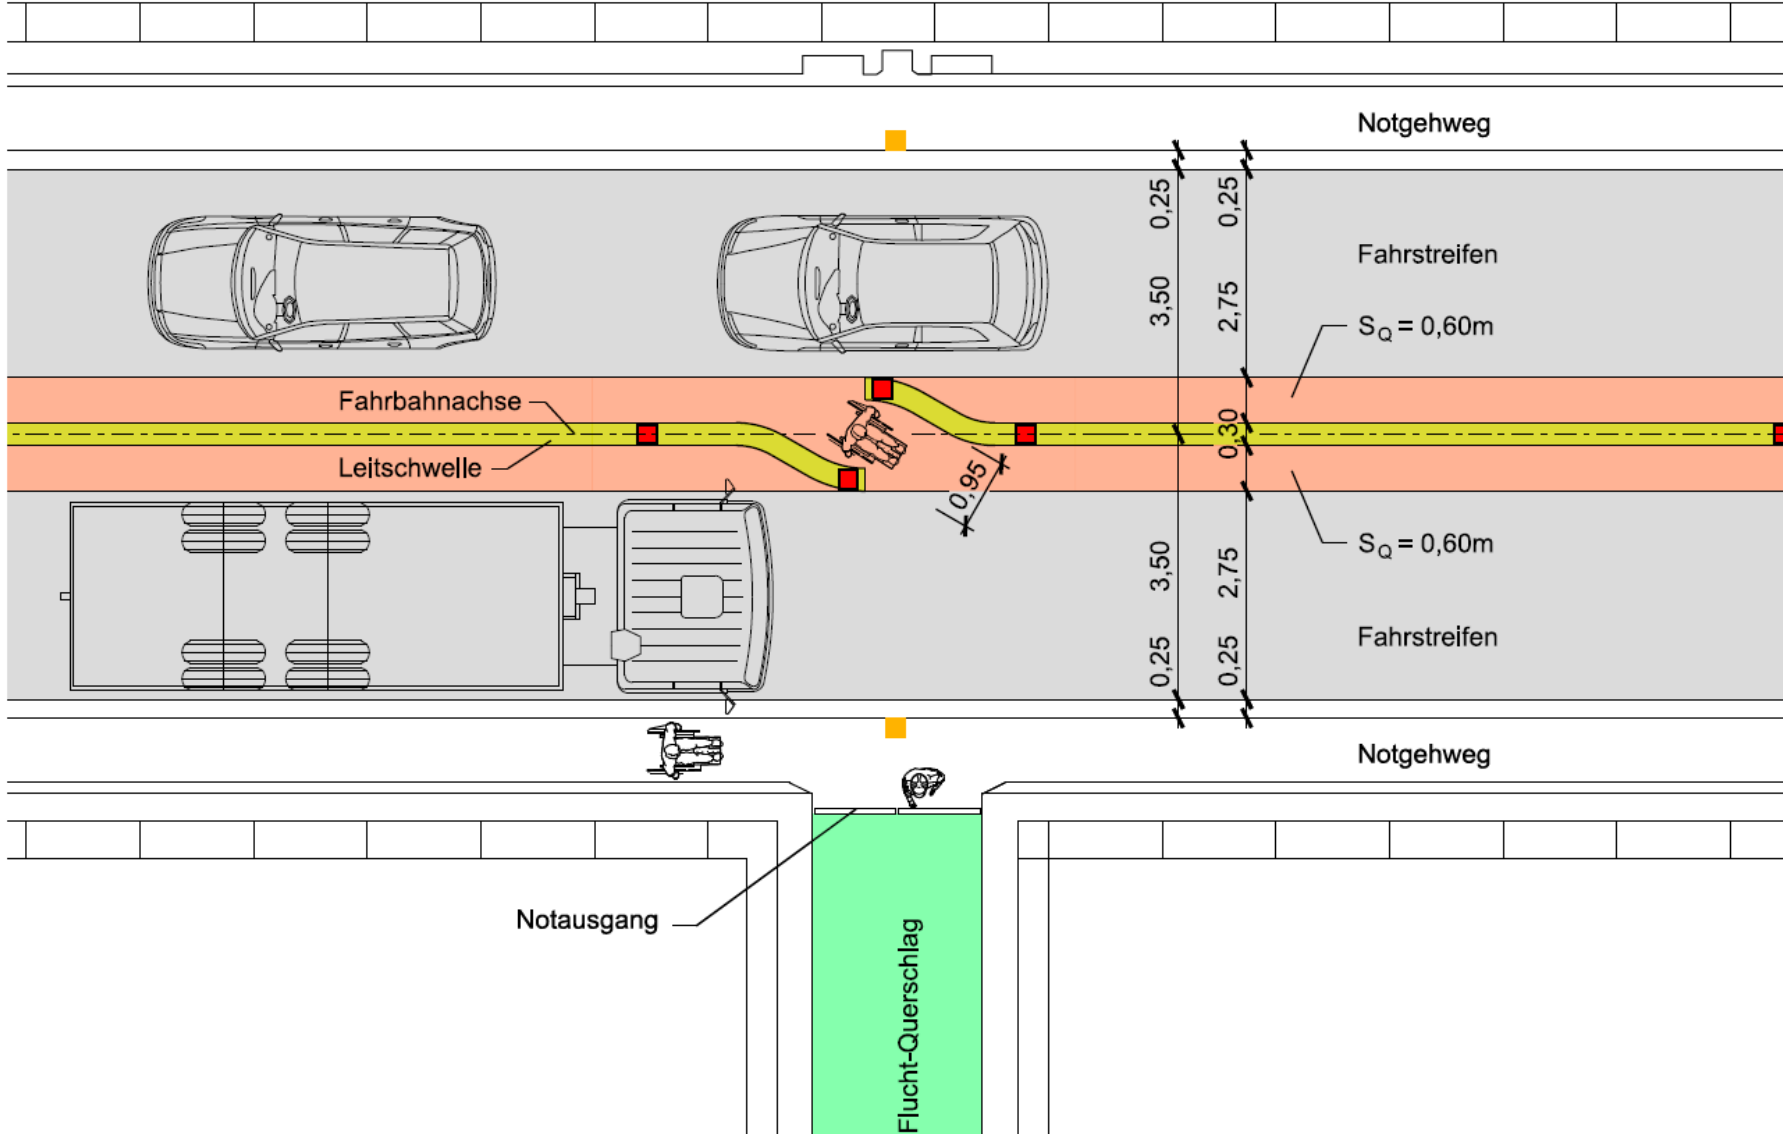 Notgehweg
0,25
0,25
Fahrstreifen
3,50
2,75
S_Q = 0,60m
Fahrbahnachse
0,30
Leitschwelle
0,95
S_Q = 0,60m
3,50
2,75
Fahrstreifen
0,25
0,25
Notgehweg
Notausgang
Flucht-Querschlag